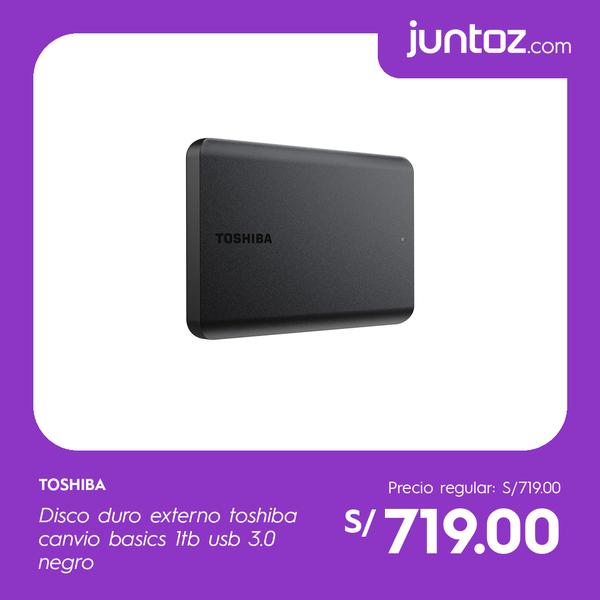 juntoz.com
TOSHIBA
TOSHIBA
Disco duro externo toshiba
canvio basics 1tb usb 3.0
negro
Precio regular: S/719.00
S/719.00